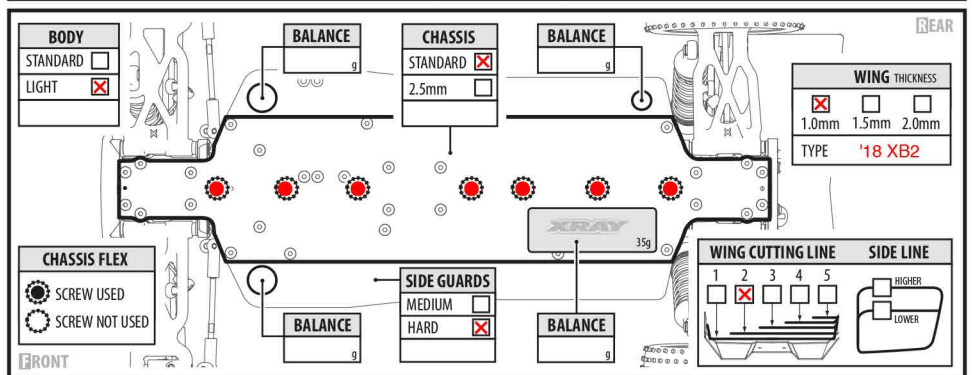 REAR
BODY
STANDARD
LIGHT
BALANCE
g
CHASSIS
STANDARD
2.5mm
BALANCE
g
WING THICKNESS
1.0mm 1.5mm 2.0mm
TYPE '18 XB2
XRAY
35g
CHASSIS FLEX
SCREW USED
SCREW NOT USED
FRONT
BALANCE
g
SIDE GUARDS
MEDIUM
HARD
BALANCE
g
WING CUTTING LINE
1 2 3 4 5
SIDE LINE
HIGHER
LOWER